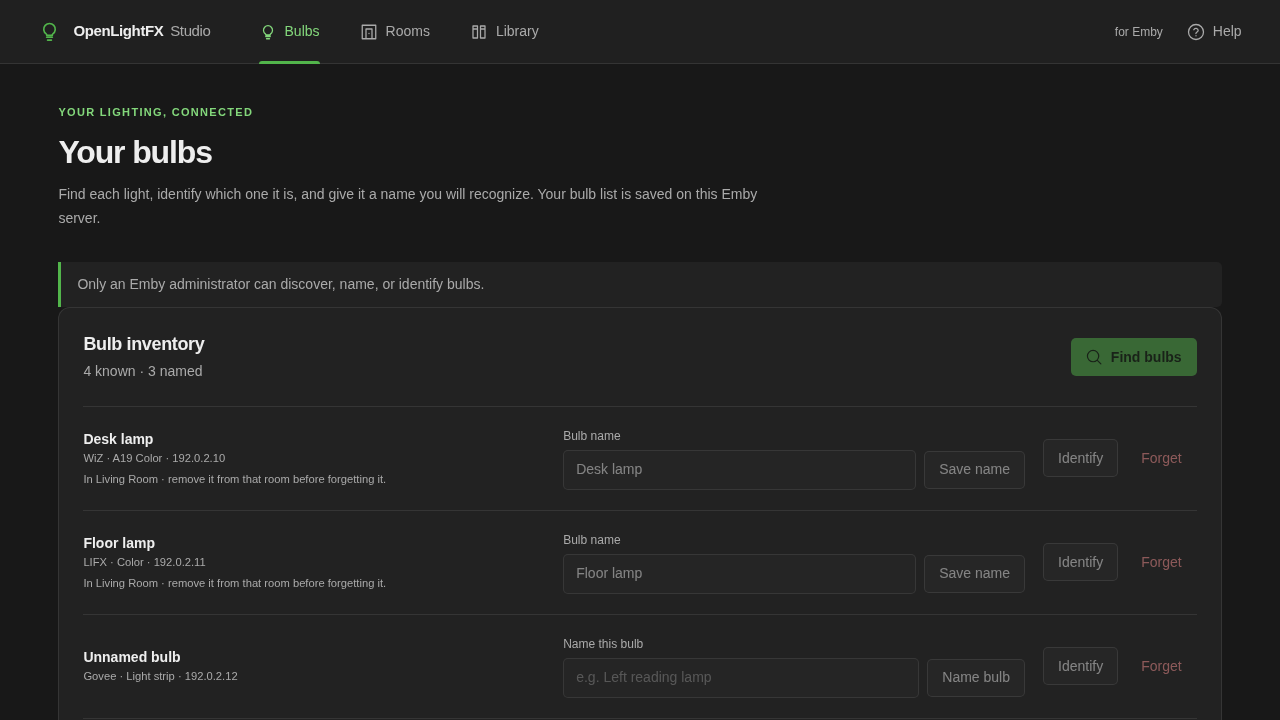 OpenLightFX Studio
Bulbs
Rooms
Library
for Emby
Help
YOUR LIGHTING, CONNECTED
Your bulbs
Find each light, identify which one it is, and give it a name you will recognize. Your bulb list is saved on this Emby
server.
Only an Emby administrator can discover, name, or identify bulbs.
Bulb inventory
4 known · 3 named
Find bulbs
Desk lamp
WiZ · A19 Color · 192.0.2.10
In Living Room · remove it from that room before forgetting it.
Bulb name
Desk lamp
Save name
Identify
Forget
Floor lamp
LIFX · Color · 192.0.2.11
In Living Room · remove it from that room before forgetting it.
Bulb name
Floor lamp
Save name
Identify
Forget
Unnamed bulb
Govee · Light strip · 192.0.2.12
Name this bulb
e.g. Left reading lamp
Name bulb
Identify
Forget